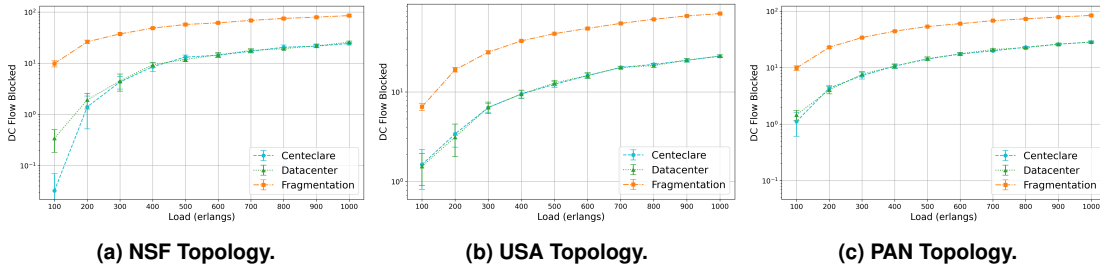 10²
10¹
10⁰
10⁻¹
DC Flow Blocked
Centeclare
Datacenter
Fragmentation
100 200 300 400 500 600 700 800 900 1000
Load (erlangs)
(a) NSF Topology.
10¹
10⁰
DC Flow Blocked
Centeclare
Datacenter
Fragmentation
100 200 300 400 500 600 700 800 900 1000
Load (erlangs)
(b) USA Topology.
10²
10¹
10⁰
10⁻¹
DC Flow Blocked
Centeclare
Datacenter
Fragmentation
100 200 300 400 500 600 700 800 900 1000
Load (erlangs)
(c) PAN Topology.